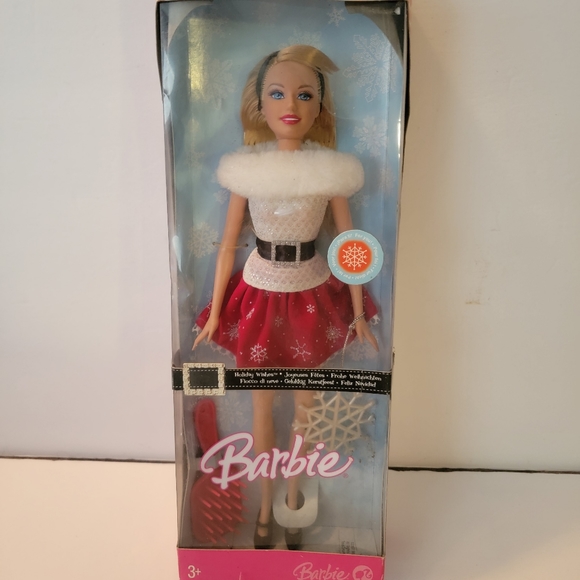 Holiday Wishes™ • Joyeuses Fêtes • Frohe Weihnachten
Fiocco di neve • Gelukkig Kerstfeest • Feliz Navidad
Barbie
3+
Barbie